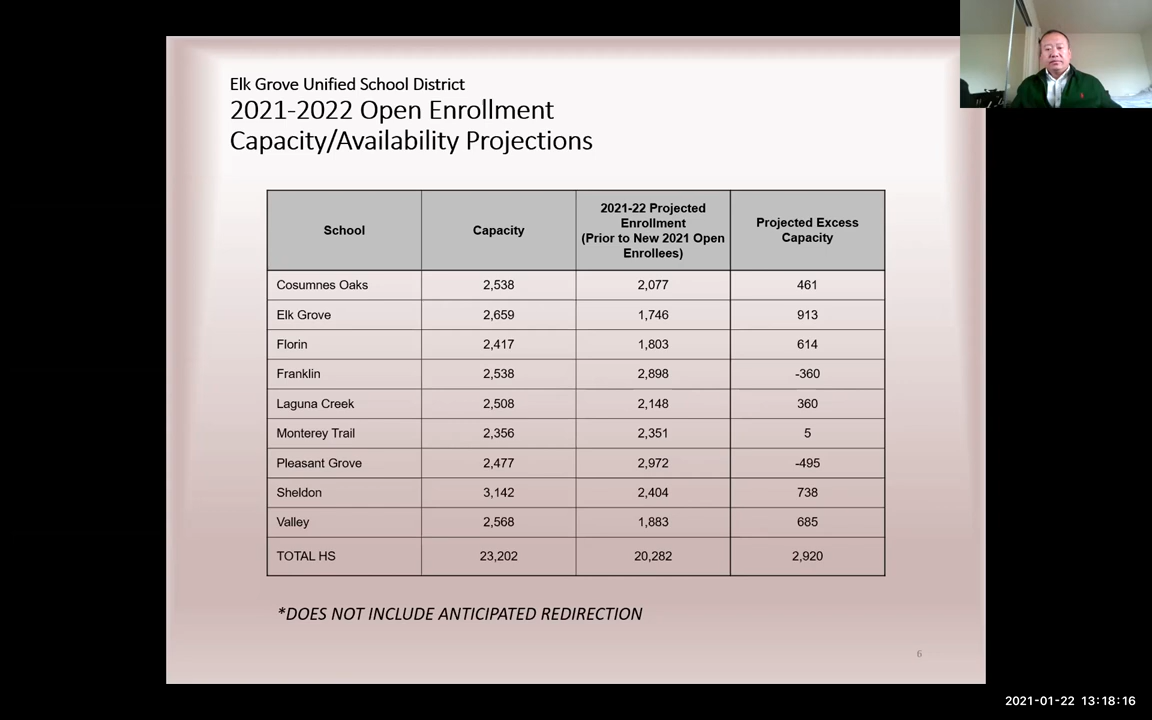 Elk Grove Unified School District
2021-2022 Open Enrollment
Capacity/Availability Projections
School Capacity 2021-22 Projected Enrollment (Prior to New 2021 Open Enrollees) Projected Excess Capacity
Cosumnes Oaks 2,538 2,077 461
Elk Grove 2,659 1,746 913
Florin 2,417 1,803 614
Franklin 2,538 2,898 -360
Laguna Creek 2,508 2,148 360
Monterey Trail 2,356 2,351 5
Pleasant Grove 2,477 2,972 -495
Sheldon 3,142 2,404 738
Valley 2,568 1,883 685
TOTAL HS 23,202 20,282 2,920
*DOES NOT INCLUDE ANTICIPATED REDIRECTION
6
2021-01-22 13:18:16